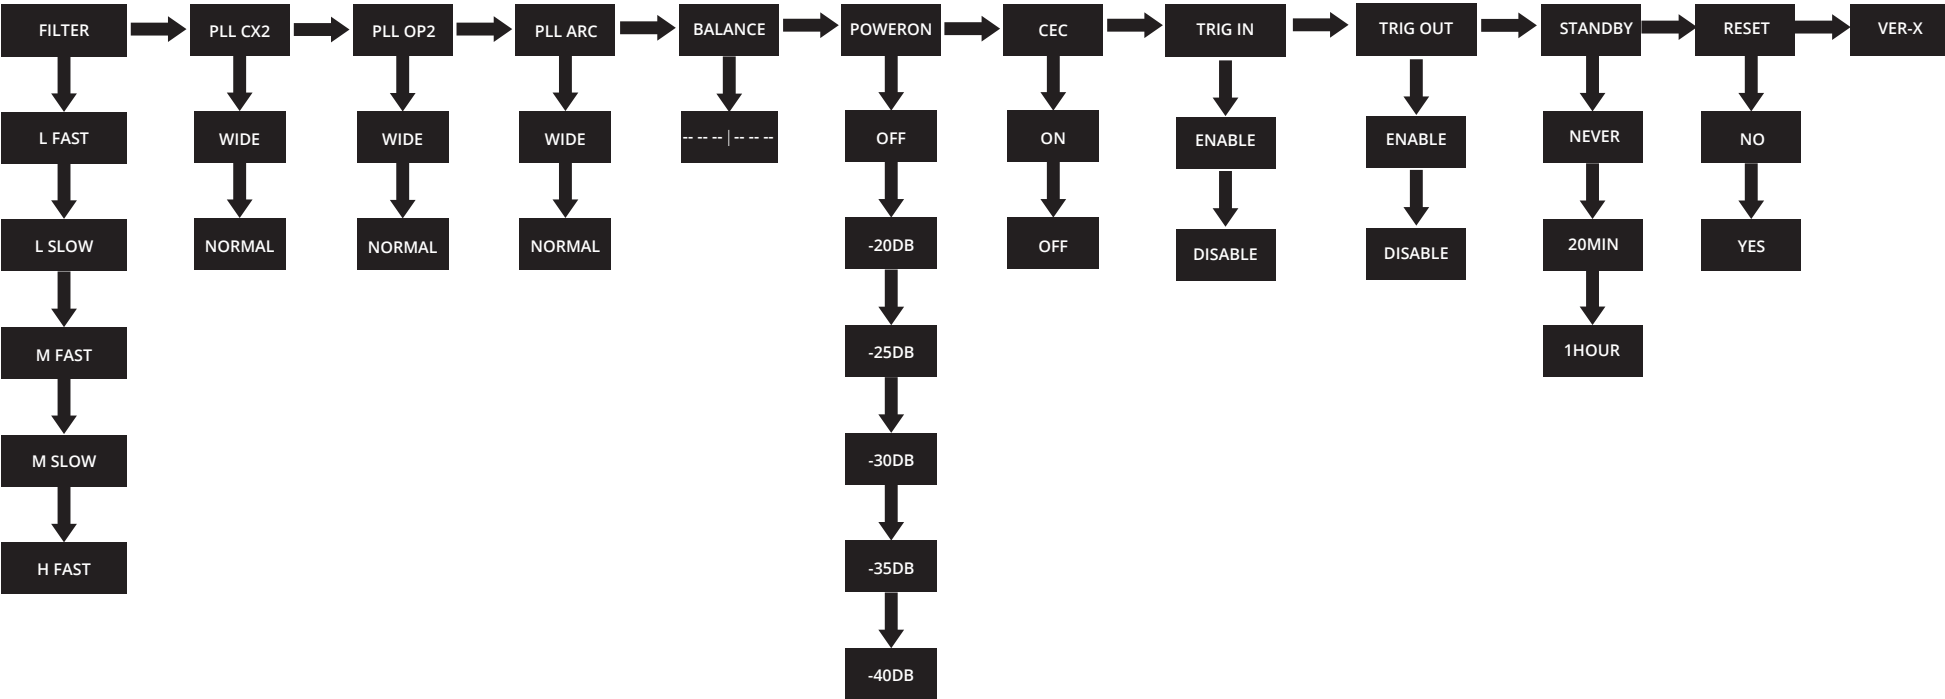 FILTER
PLL CX2
PLL OP2
PLL ARC
BALANCE
POWERON
CEC
TRIG IN
TRIG OUT
STANDBY
RESET
VER-X
L FAST
L SLOW
M FAST
M SLOW
H FAST
WIDE
NORMAL
WIDE
NORMAL
WIDE
NORMAL
-- -- -- | -- -- --
OFF
-20DB
-25DB
-30DB
-35DB
-40DB
ON
OFF
ENABLE
DISABLE
ENABLE
DISABLE
NEVER
20MIN
1HOUR
NO
YES